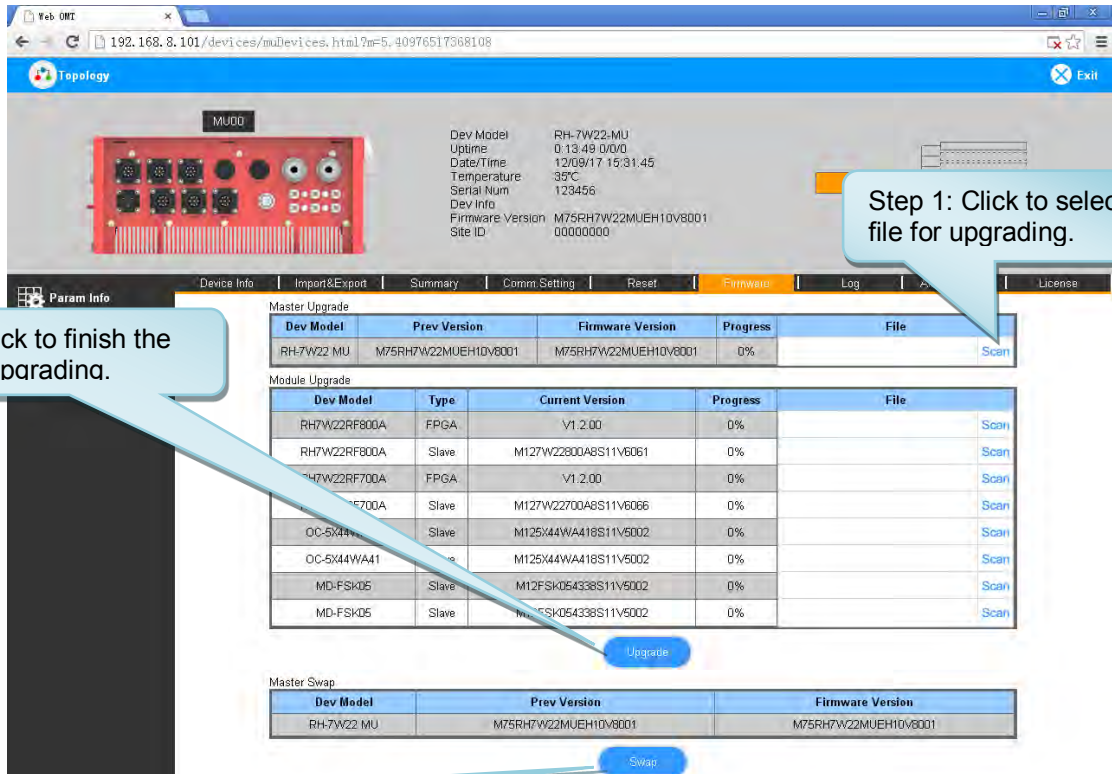 Web OMT
192.168.8.101/devices/muDevices.html?m=5.40976517368108
Topology
Exit
MU00
Dev Model RH-7W22-MU
Uptime 0:13:49 0/0/0
Date/Time 12/09/17 15:31:45
Temperature 35℃
Serial Num 123456
Dev Info
Firmware Version M75RH7W22MUEH10V8001
Site ID 00000000
Step 1: Click to selec
file for upgrading.
Param Info
Device Info Import&Export Summary Comm.Setting Reset Firmware Log A License
ck to finish the
pgrading.
Master Upgrade
Dev Model Prev Version Firmware Version Progress File
RH-7W22 MU M75RH7W22MUEH10V8001 M75RH7W22MUEH10V8001 0% Scan
Module Upgrade
Dev Model Type Current Version Progress File
RH7W22RF800A FPGA V1.2.00 0% Scan
RH7W22RF800A Slave M127W22800A8S11V6061 0% Scan
RH7W22RF700A FPGA V1.2.00 0% Scan
700A Slave M127W22700A8S11V6066 0% Scan
OC-5X44W Slave M125X44WA418S11V5002 0% Scan
OC-5X44WA41 M125X44WA418S11V5002 0% Scan
MD-FSK05 Slave M12FSK054338S11V5002 0% Scan
MD-FSK05 Slave M12FSK054338S11V5002 0% Scan
Upgrade
Master Swap
Dev Model Prev Version Firmware Version
RH-7W22 MU M75RH7W22MUEH10V8001 M75RH7W22MUEH10V8001
Swap